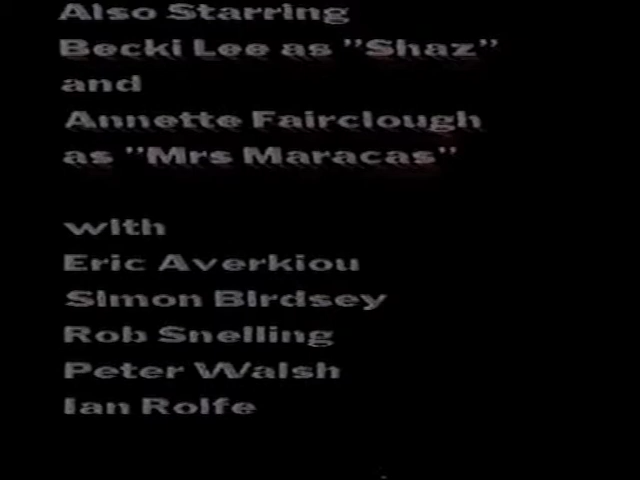 Also Starring
Becki Lee as "Shaz"
and
Annette Fairclough
as "Mrs Maracas"
with
Eric Averkiou
Simon Birdsey
Rob Snelling
Peter Walsh
Ian Rolfe